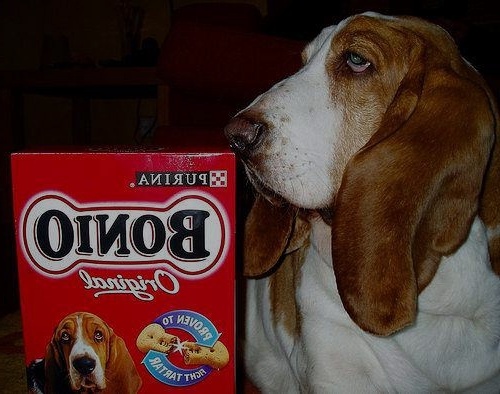 PURINA®
BONIO
Original
PROVEN TO
FIGHT TARTAR